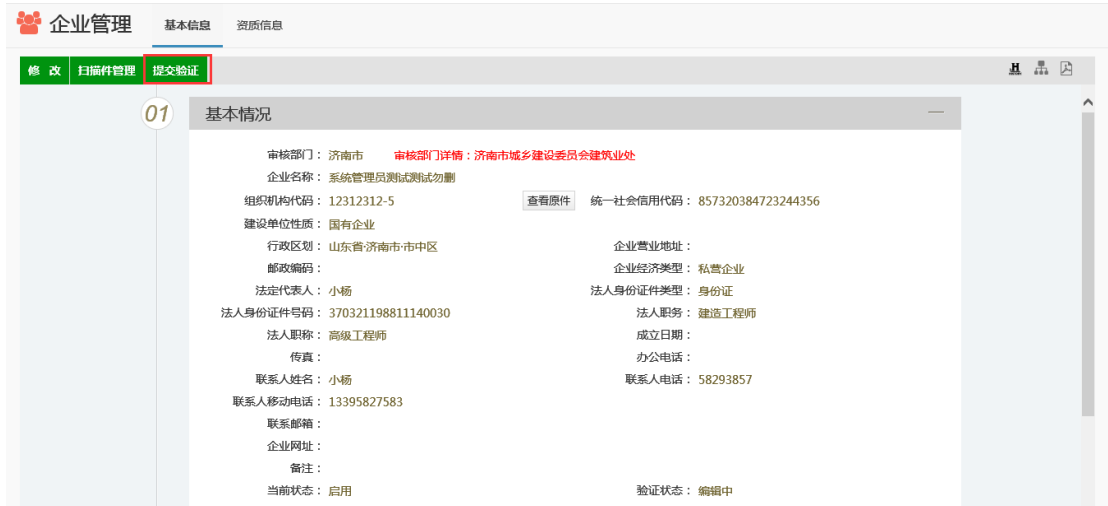 企业管理 基本信息 资质信息
修 改 扫描件管理 提交验证
01 基本情况
审核部门： 济南市 审核部门详情：济南市城乡建设委员会建筑业处
企业名称： 系统管理员测试测试勿删
组织机构代码： 12312312-5 查看原件 统一社会信用代码： 857320384723244356
建设单位性质： 国有企业
行政区划： 山东省·济南市·市中区 企业营业地址：
邮政编码： 企业经济类型： 私营企业
法定代表人： 小杨 法人身份证件类型： 身份证
法人身份证件号码： 370321198811140030 法人职务： 建造工程师
法人职称： 高级工程师 成立日期：
传真： 办公电话：
联系人姓名： 小杨 联系人电话： 58293857
联系人移动电话： 13395827583
联系邮箱：
企业网址：
备注：
当前状态： 启用 验证状态： 编辑中